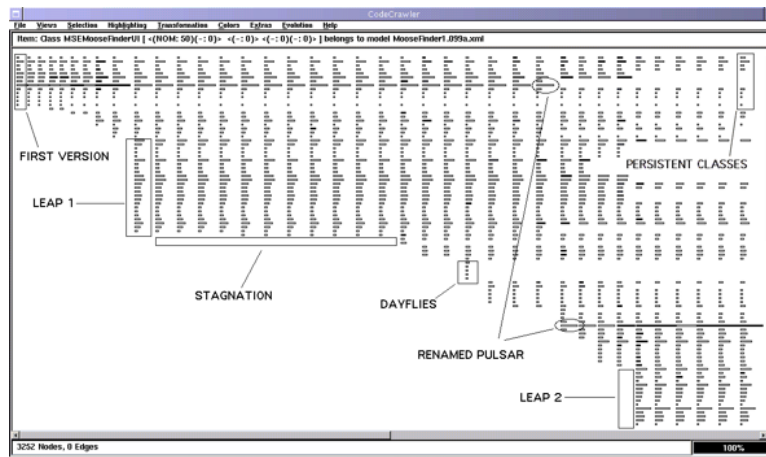 CodeCrawler
File Views Selection Highlighting Transformation Colors Extras Evolution Help
Item: Class MSEMooseFinderUI [ <(NOM: 50)(-: 0)> <(-: 0)> <(-: 0)(-: 0)> ] belongs to model MooseFinder1.099a.xml
FIRST VERSION
PERSISTENT CLASSES
LEAP 1
STAGNATION
DAYFLIES
RENAMED PULSAR
LEAP 2
3252 Nodes, 0 Edges
100%